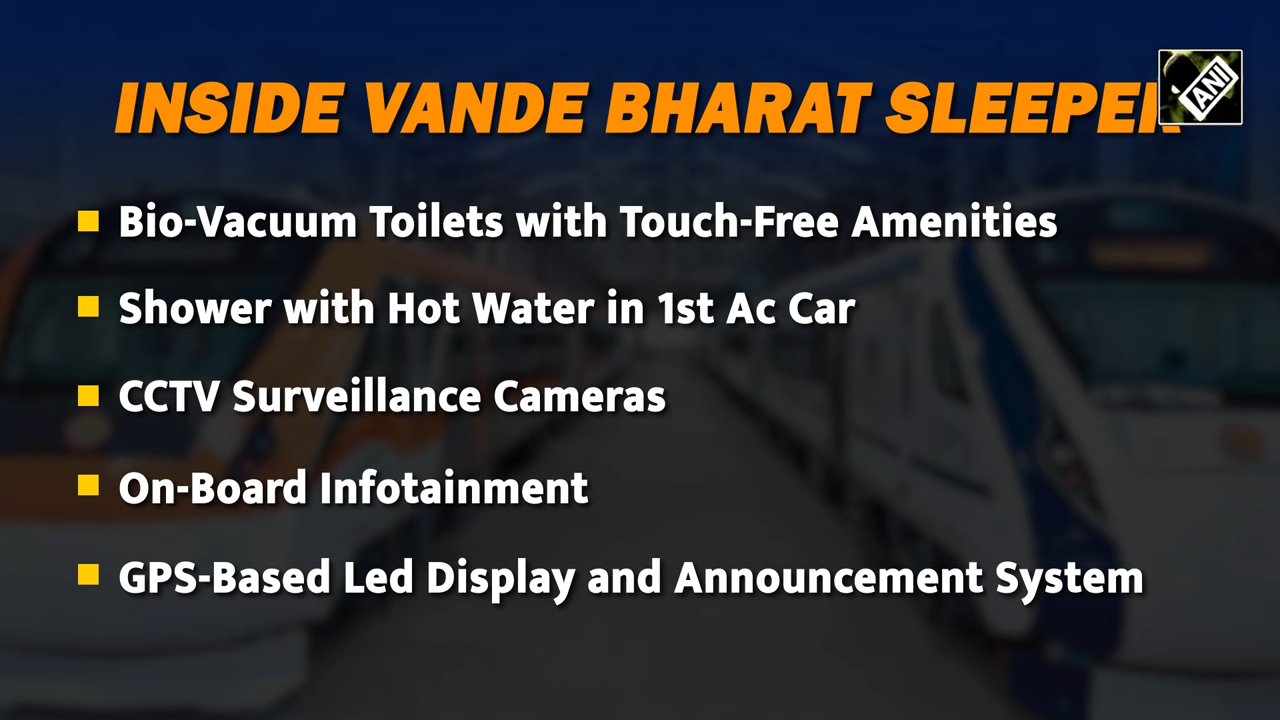 INSIDE VANDE BHARAT SLEEPER
ANI
Bio-Vacuum Toilets with Touch-Free Amenities
Shower with Hot Water in 1st Ac Car
CCTV Surveillance Cameras
On-Board Infotainment
GPS-Based Led Display and Announcement System